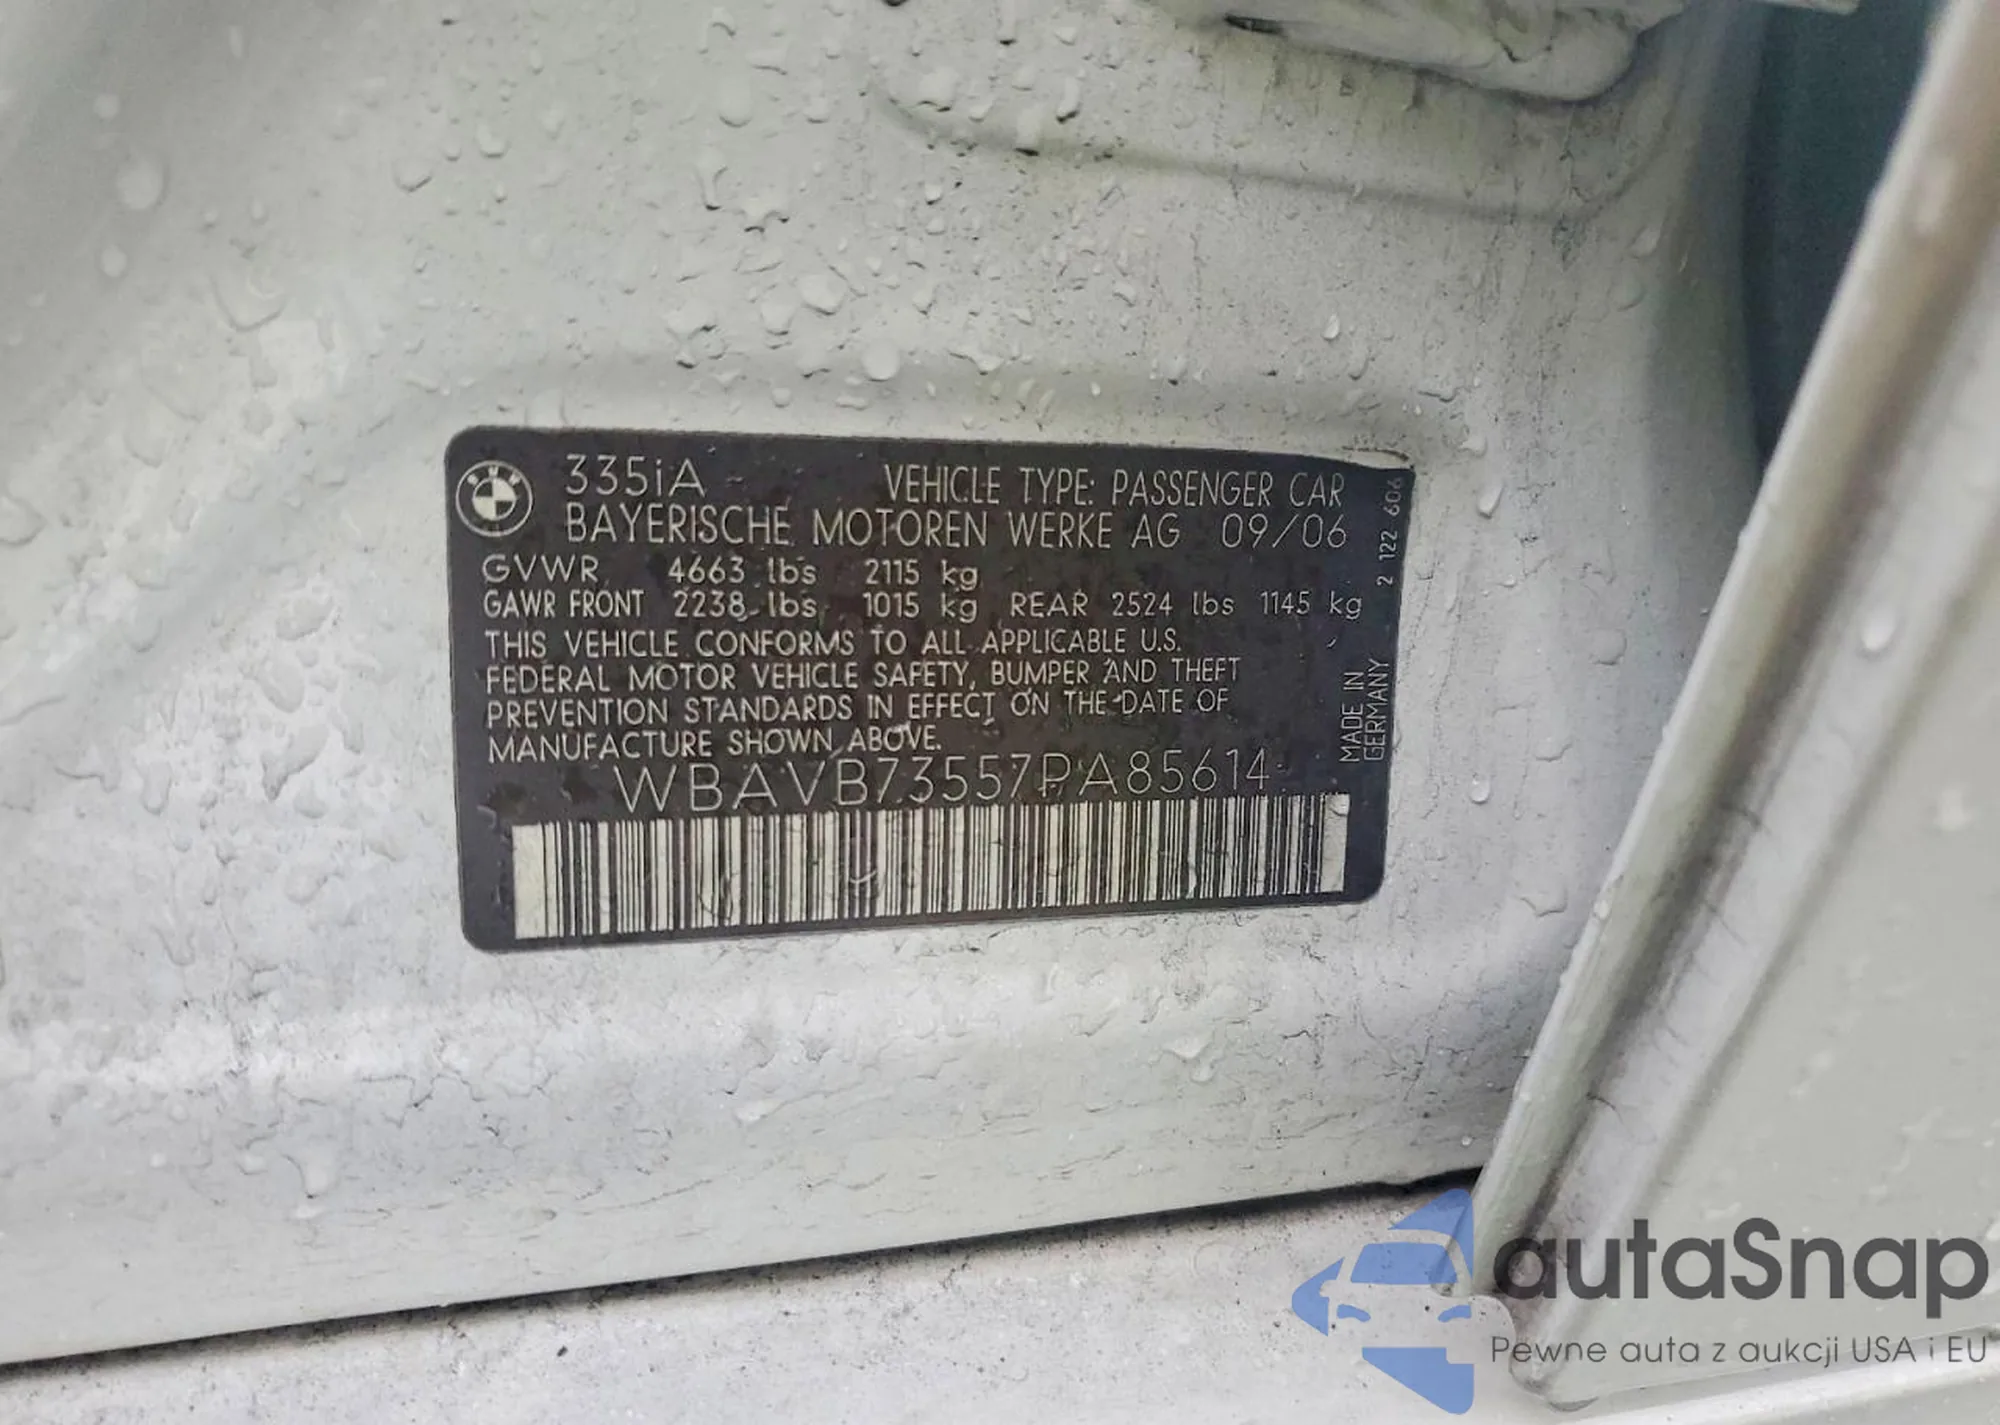 335iA VEHICLE TYPE: PASSENGER CAR
BAYERISCHE MOTOREN WERKE AG 09/06
GVWR 4663 lbs 2115 kg
GAWR FRONT 2238 lbs 1015 kg REAR 2524 lbs 1145 kg
THIS VEHICLE CONFORMS TO ALL APPLICABLE U.S.
FEDERAL MOTOR VEHICLE SAFETY, BUMPER AND THEFT
PREVENTION STANDARDS IN EFFECT ON THE DATE OF
MANUFACTURE SHOWN ABOVE.
WBAVB73557PA85614
2 122 606
MADE IN
GERMANY
autaSnap
Pewne auta z aukcji USA i EU